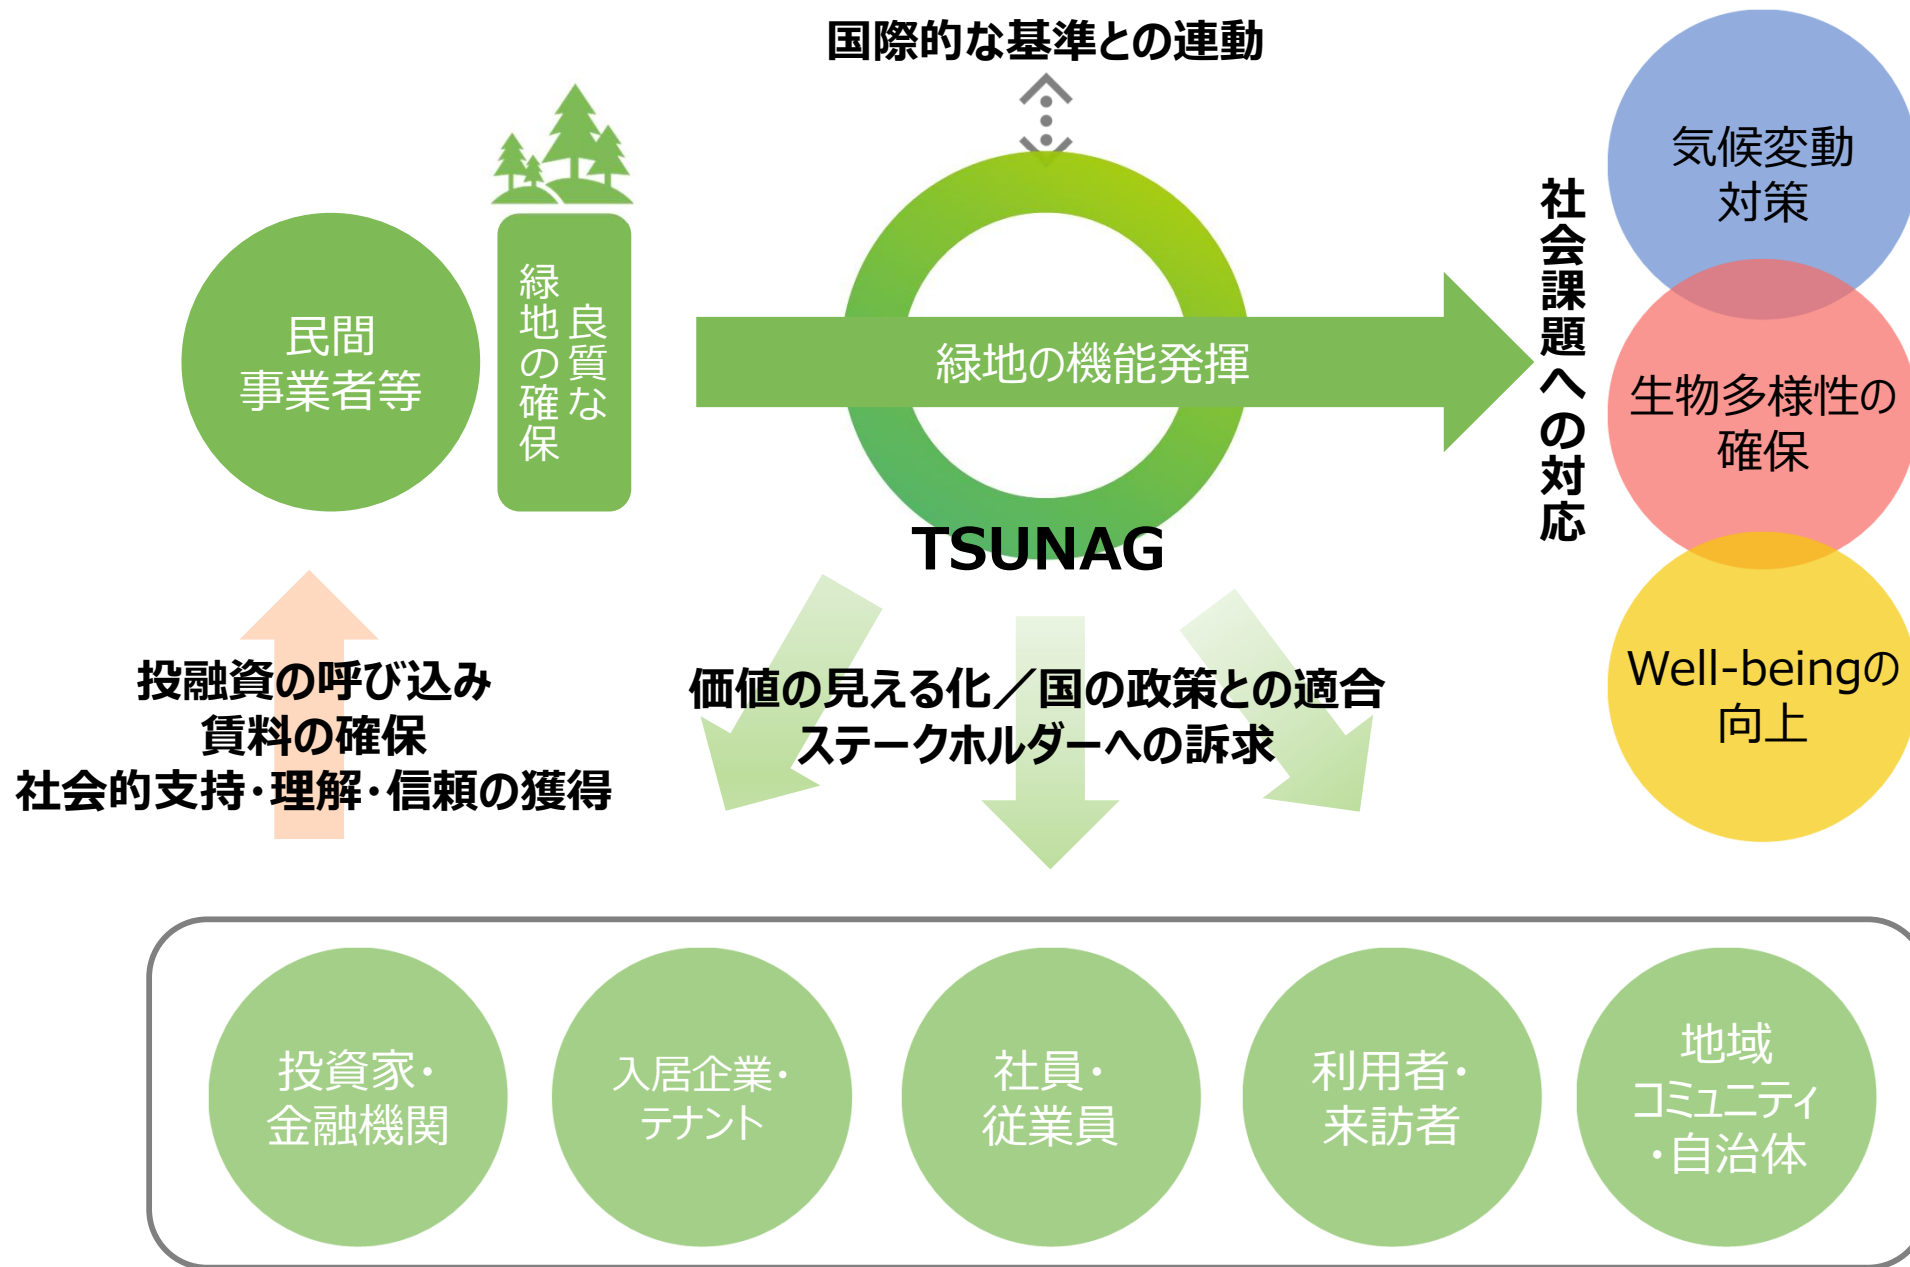 国際的な基準との連動
民間
事業者等
良質な
緑地の確保
緑地の機能発揮
TSUNAG
社会課題への対応
気候変動
対策
生物多様性の
確保
Well-beingの
向上
投融資の呼び込み
賃料の確保
社会的支持・理解・信頼の獲得
価値の見える化／国の政策との適合
ステークホルダーへの訴求
投資家・
金融機関
入居企業・
テナント
社員・
従業員
利用者・
来訪者
地域
コミュニティ
・自治体